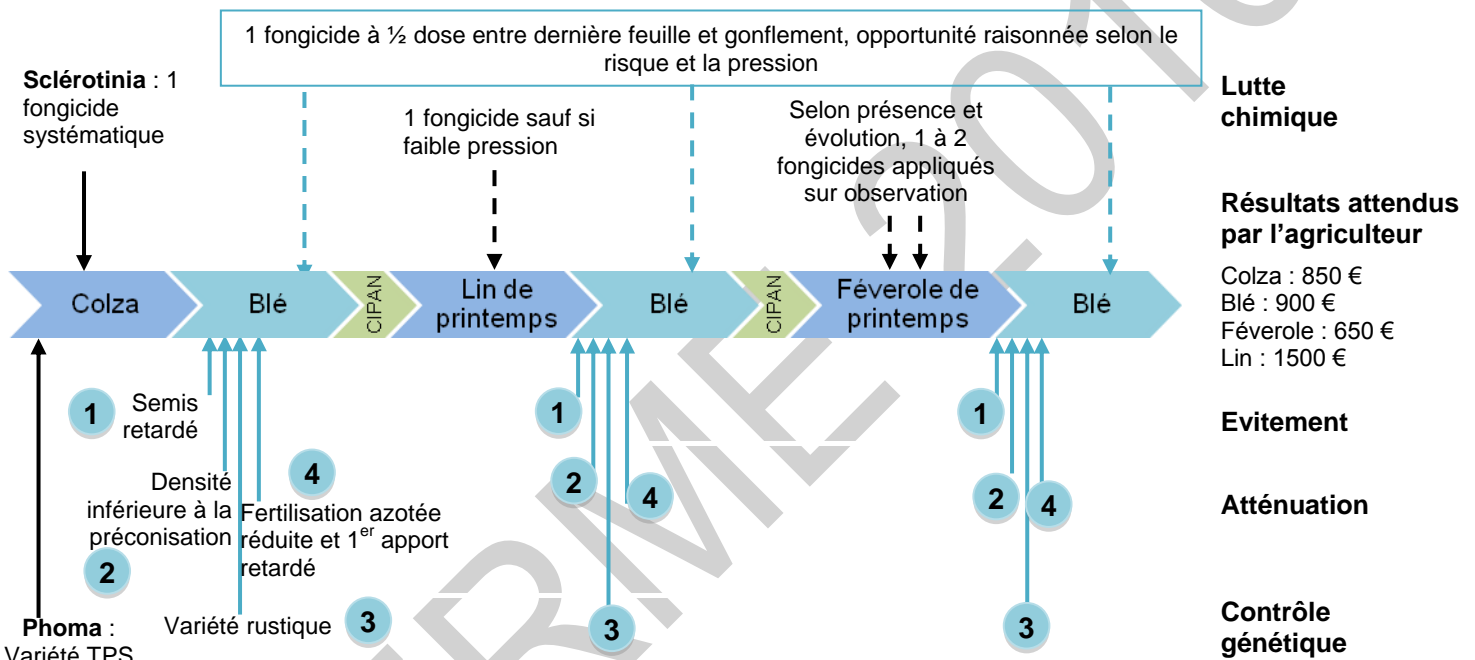 1 fongicide à ½ dose entre dernière feuille et gonflement, opportunité raisonnée selon le
risque et la pression
Sclérotinia : 1
fongicide
systématique
1 fongicide sauf si
faible pression
Selon présence et
évolution, 1 à 2
fongicides appliqués
sur observation
Lutte
chimique
Résultats attendus
par l'agriculteur
Colza : 850 €
Blé : 900 €
Féverole : 650 €
Lin : 1500 €
Colza
Blé
CIPAN
Lin de
printemps
Blé
CIPAN
Féverole de
printemps
Blé
1
Semis
retardé
1
1
Evitement
Densité
inférieure à la
préconisation
2
4
Fertilisation azotée
réduite et 1er apport
retardé
2
4
2
4
Atténuation
Phoma :
Variété TPS
Variété rustique
3
3
3
Contrôle
génétique